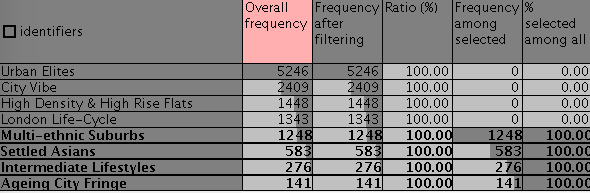 identifiers Overall frequency Frequency after filtering Ratio (%) Frequency among selected % selected among all
Urban Elites 5246 5246 100.00 0 0.00
City Vibe 2409 2409 100.00 0 0.00
High Density & High Rise Flats 1448 1448 100.00 0 0.00
London Life-Cycle 1343 1343 100.00 0 0.00
Multi-ethnic Suburbs 1248 1248 100.00 1248 100.00
Settled Asians 583 583 100.00 583 100.00
Intermediate Lifestyles 276 276 100.00 276 100.00
Ageing City Fringe 141 141 100.00 141 100.00